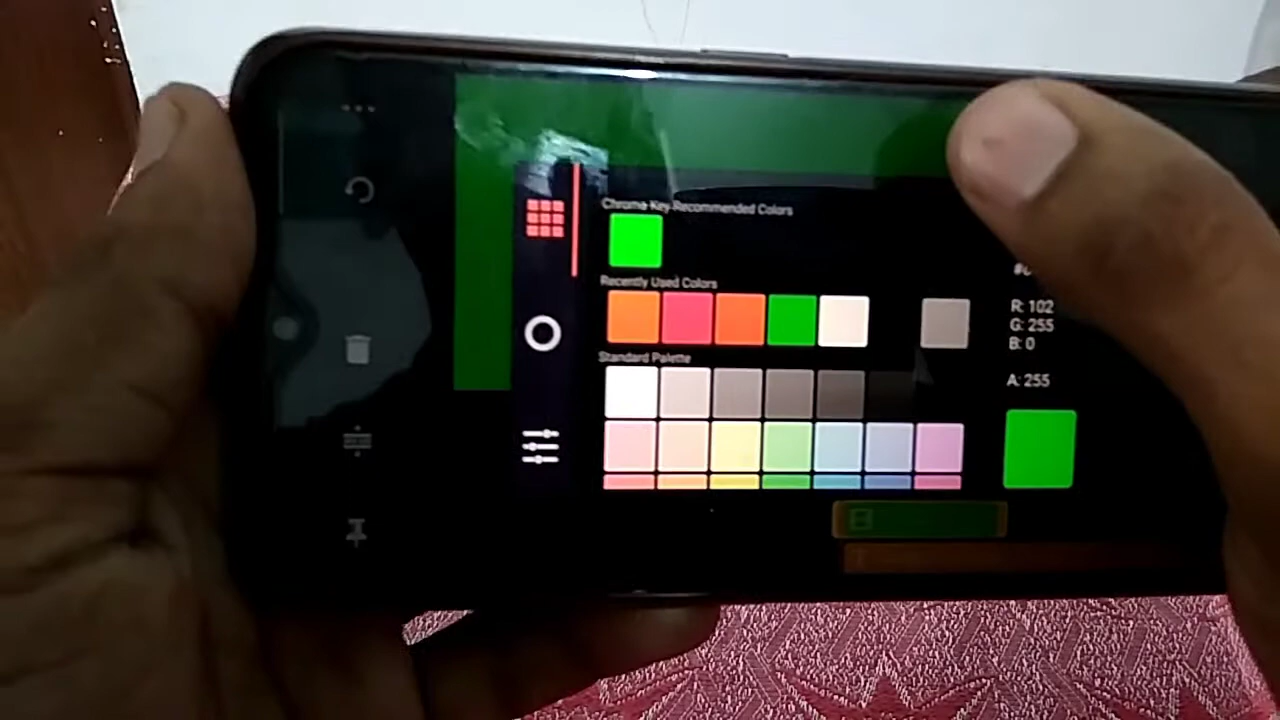 Chroma Key Recommended Colors
Recently Used Colors
Standard Palette
R: 102
G: 255
B: 0
A: 255